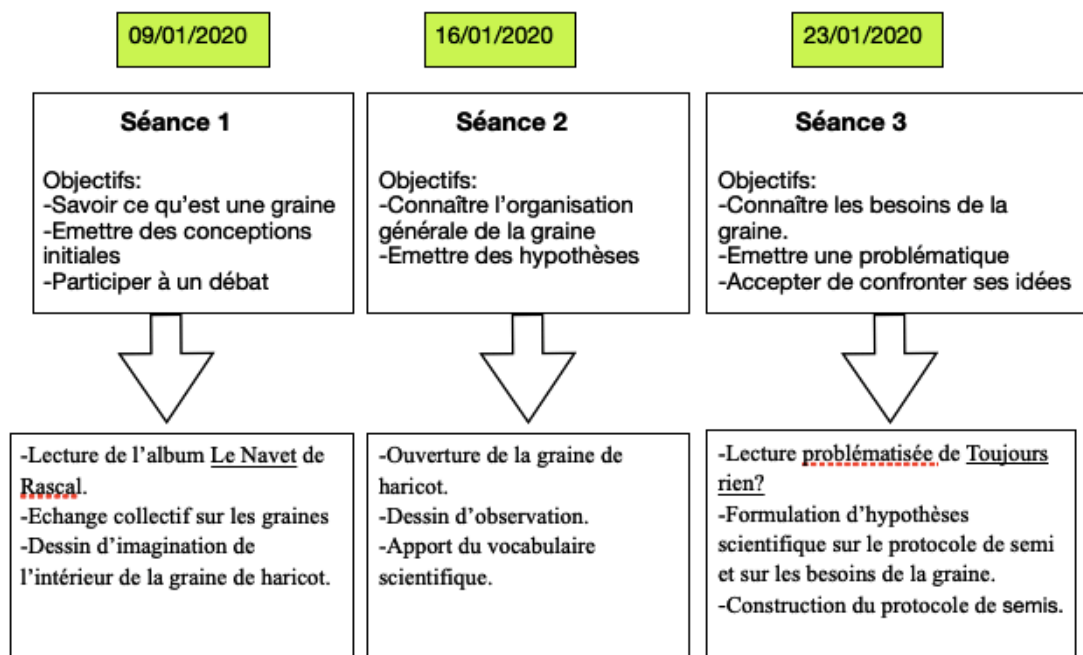 09/01/2020
16/01/2020
23/01/2020
Séance 1
Objectifs:
-Savoir ce qu'est une graine
-Emettre des conceptions
initiales
-Participer à un débat
Séance 2
Objectifs:
-Connaître l'organisation
générale de la graine
-Emettre des hypothèses
Séance 3
Objectifs:
-Connaître les besoins de la
graine.
-Emettre une problématique
-Accepter de confronter ses idées
-Lecture de l'album Le Navet de
Rascal.
-Echange collectif sur les graines
-Dessin d'imagination de
l'intérieur de la graine de haricot.
-Ouverture de la graine de
haricot.
-Dessin d'observation.
-Apport du vocabulaire
scientifique.
-Lecture problématisée de Toujours
rien?
-Formulation d'hypothèses
scientifique sur le protocole de semi
et sur les besoins de la graine.
-Construction du protocole de semis.